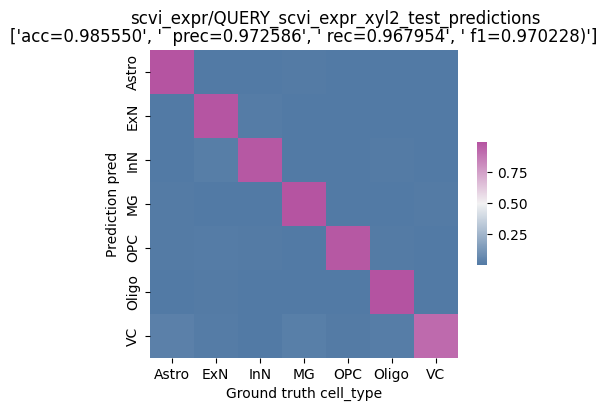 scvi_expr/QUERY_scvi_expr_xyl2_test_predictions
['acc=0.985550', '  prec=0.972586', ' rec=0.967954', ' f1=0.970228)']
Astro
ExN
InN
MG
OPC
Oligo
VC
Prediction pred
Astro ExN InN MG OPC Oligo VC
Ground truth cell_type
0.75
0.50
0.25